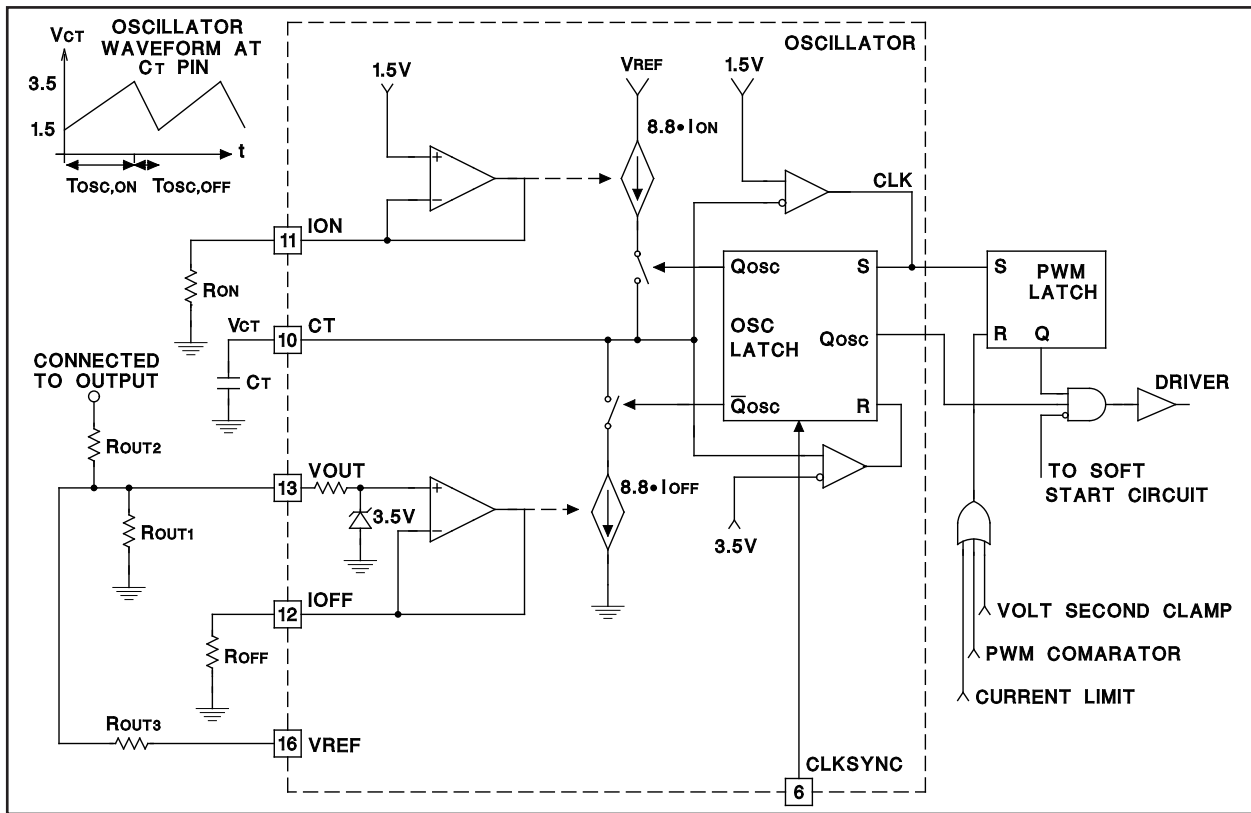 OSCILLATOR
WAVEFORM AT
CT PIN
VCT
3.5
1.5
t
TOSC,ON
TOSC,OFF
OSCILLATOR
1.5V
VREF
1.5V
8.8•ION
CLK
ION
11
RON
QOSC
S
OSC
LATCH
QOSC
Q̅OSC
R
S
PWM
LATCH
R
Q
VCT
10
CT
CT
CONNECTED
TO OUTPUT
ROUT2
DRIVER
13
VOUT
8.8•IOFF
3.5V
3.5V
ROUT1
TO SOFT
START CIRCUIT
IOFF
12
ROFF
VOLT SECOND CLAMP
PWM COMARATOR
CURRENT LIMIT
ROUT3
16
VREF
CLKSYNC
6